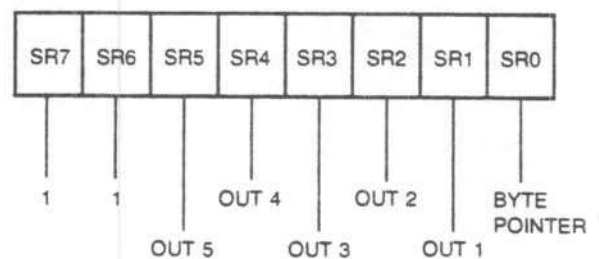 SR7 SR6 SR5 SR4 SR3 SR2 SR1 SR0
1 1 OUT 4 OUT 2 BYTE
POINTER
OUT 5 OUT 3 OUT 1